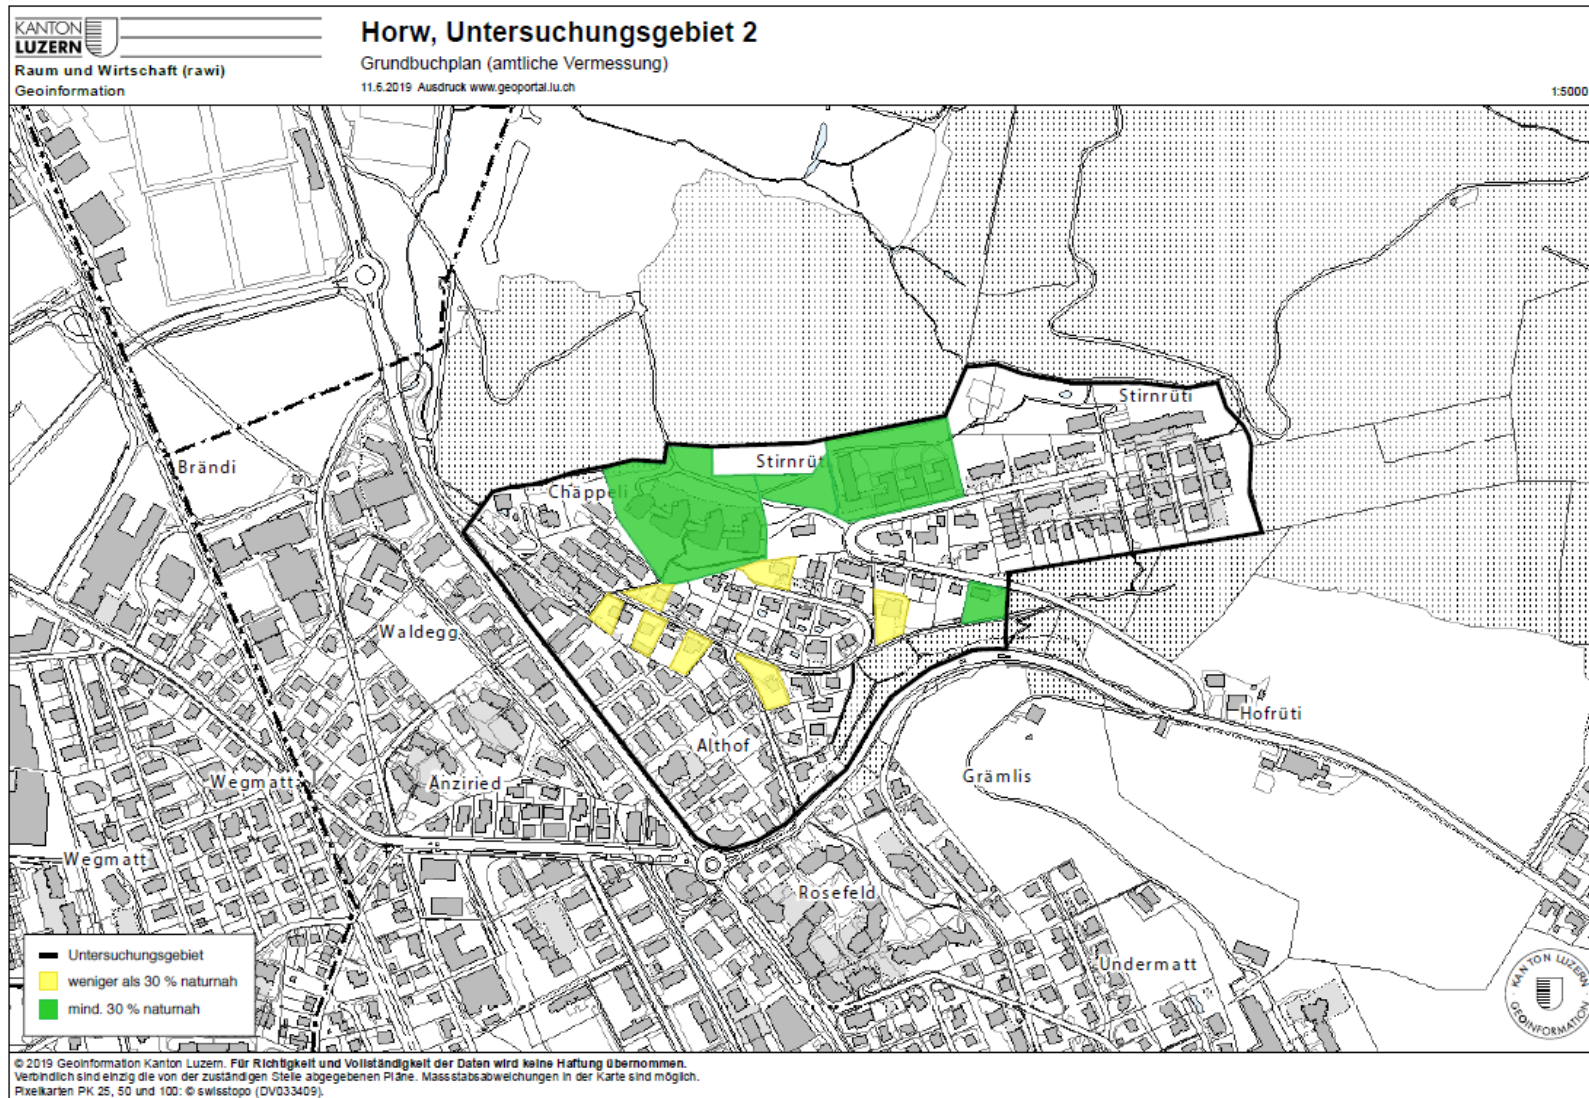 KANTON
LUZERN
Raum und Wirtschaft (rawi)
Geoinformation
Horw, Untersuchungsgebiet 2
Grundbuchplan (amtliche Vermessung)
11.6.2019 Ausdruck www.geoportal.lu.ch
1:5000
Stirnrüti
Brändi
Stirnrüt
Chäppeli
Waldegg
Hofrüti
Althof
Grämlis
Wegmatt
Anziried
Wegmatt
Rosefeld
Undermatt
Untersuchungsgebiet
weniger als 30 % naturnah
mind. 30 % naturnah
KANTON LUZERN
GEOINFORMATION
© 2019 Geoinformation Kanton Luzern. Für Richtigkeit und Vollständigkeit der Daten wird keine Haftung übernommen.
Verbindlich sind einzig die von der zuständigen Stelle abgegebenen Pläne. Massstabsabweichungen in der Karte sind möglich.
Pixelkarten PK 25, 50 und 100: © swisstopo (DV033409).